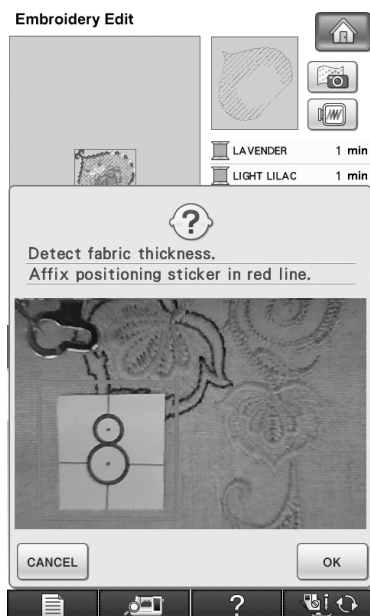 Embroidery Edit
LAVENDER 1 min
LIGHT LILAC 1 min
?
Detect fabric thickness.
Affix positioning sticker in red line.
CANCEL
OK
?